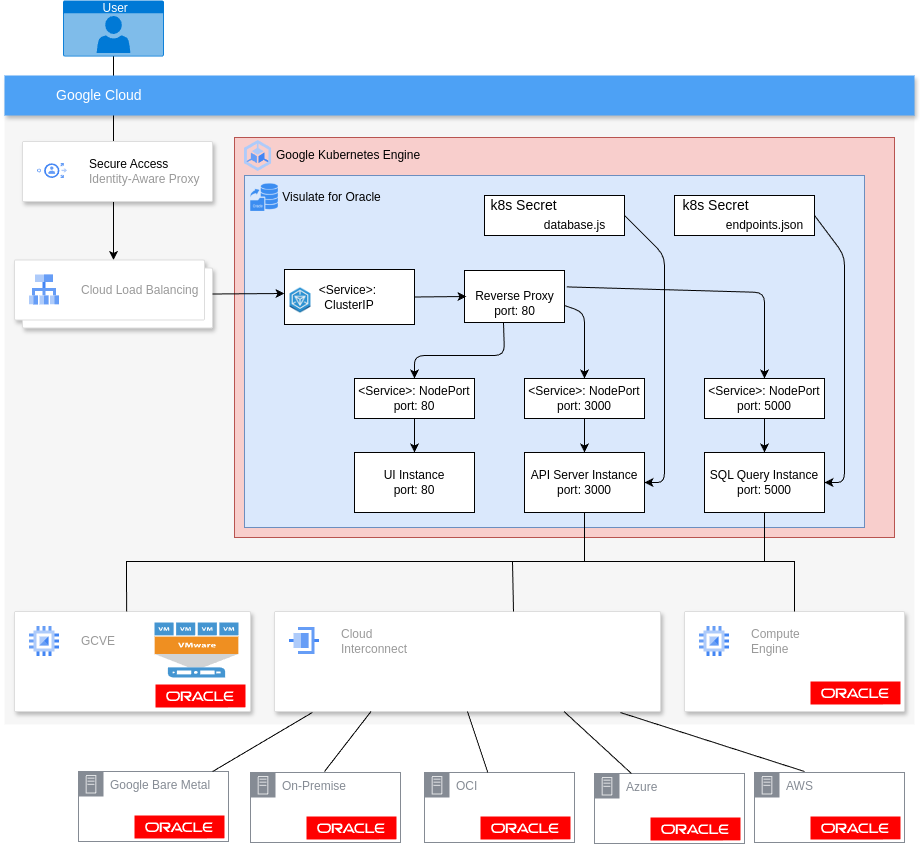 User
Google Cloud
Secure Access
Identity-Aware Proxy
Google Kubernetes Engine
Visulate for Oracle
k8s Secret
database.js
k8s Secret
endpoints.json
Cloud Load Balancing
<Service>:
ClusterIP
Reverse Proxy
port: 80
<Service>: NodePort
port: 80
<Service>: NodePort
port: 3000
<Service>: NodePort
port: 5000
UI Instance
port: 80
API Server Instance
port: 3000
SQL Query Instance
port: 5000
GCVE
VM VM VM VM
VMware
ORACLE
Cloud
Interconnect
Compute
Engine
ORACLE
Google Bare Metal
ORACLE
On-Premise
ORACLE
OCI
ORACLE
Azure
ORACLE
AWS
ORACLE